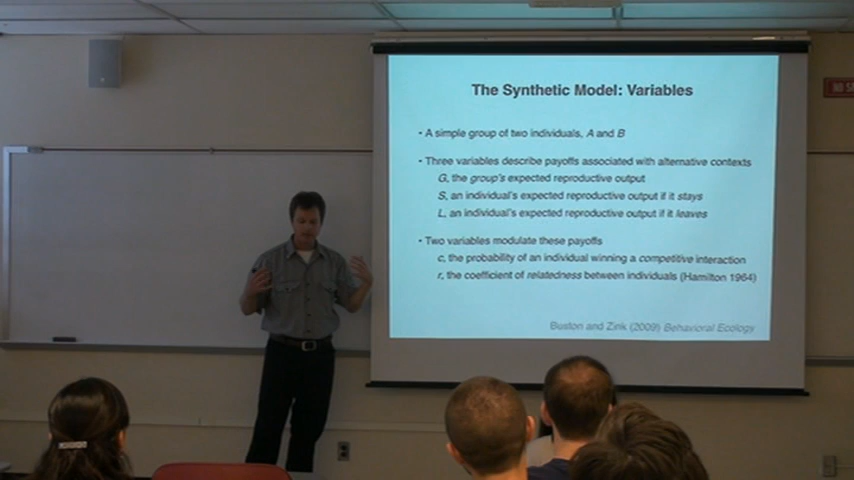 The Synthetic Model: Variables
• A simple group of two individuals, A and B
• Three variables describe payoffs associated with alternative contexts
G, the group's expected reproductive output
S, an individual's expected reproductive output if it stays
L, an individual's expected reproductive output if it leaves
• Two variables modulate these payoffs
c, the probability of an individual winning a competitive interaction
r, the coefficient of relatedness between individuals (Hamilton 1964)
Buston and Zink (2009) Behavioral Ecology
NO